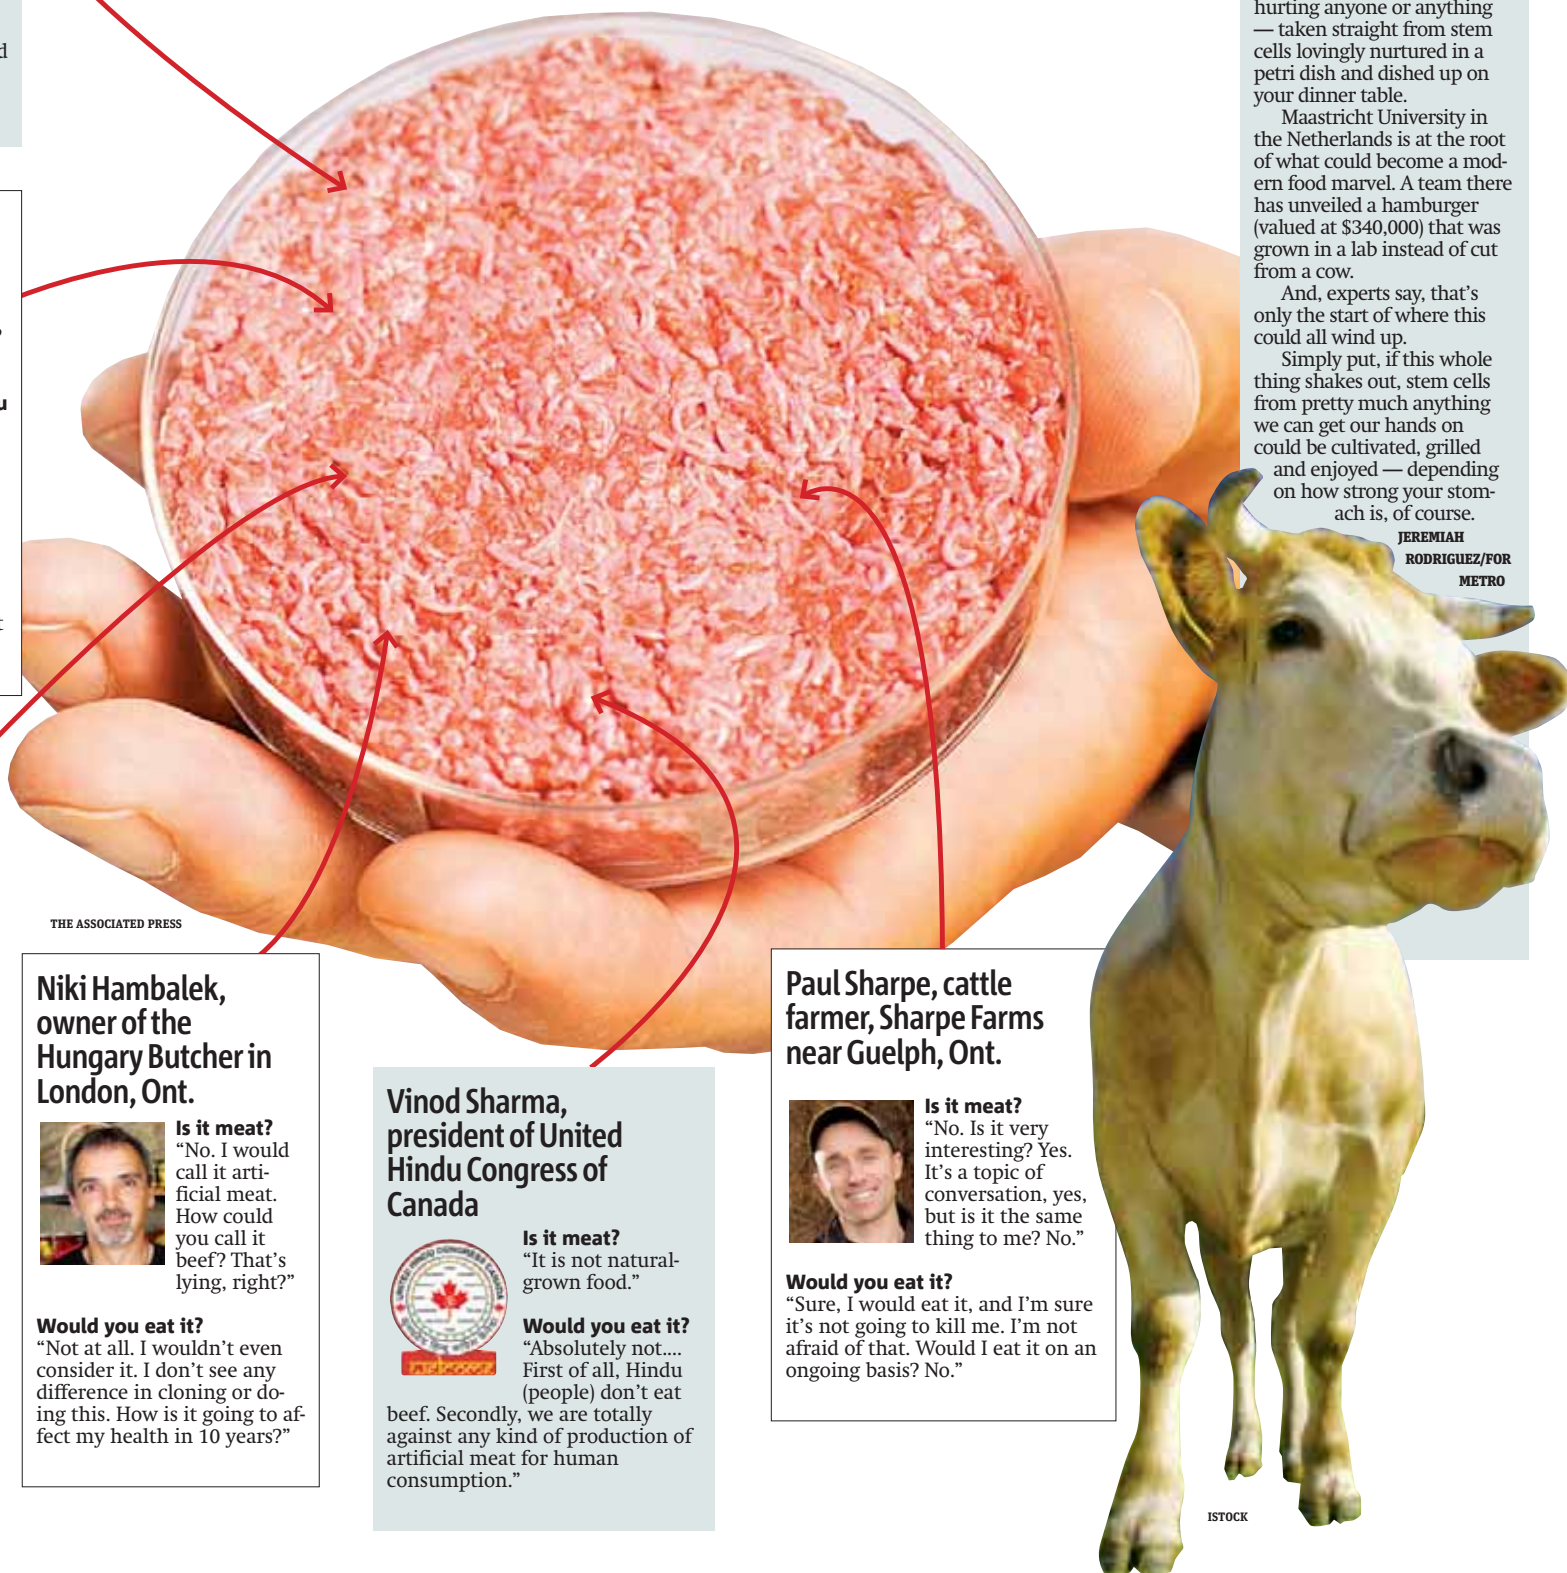 hurting anyone or anything
— taken straight from stem
cells lovingly nurtured in a
petri dish and dished up on
your dinner table.
Maastricht University in
the Netherlands is at the root
of what could become a mod-
ern food marvel. A team there
has unveiled a hamburger
(valued at $340,000) that was
grown in a lab instead of cut
from a cow.
And, experts say, that’s
only the start of where this
could all wind up.
Simply put, if this whole
thing shakes out, stem cells
from pretty much anything
we can get our hands on
could be cultivated, grilled
and enjoyed — depending
on how strong your stom-
ach is, of course.
JEREMIAH
RODRIGUEZ/FOR
METRO
THE ASSOCIATED PRESS
Niki Hambalek,
owner of the
Hungary Butcher in
London, Ont.
Is it meat?
“No. I would
call it arti-
ficial meat.
How could
you call it
beef? That’s
lying, right?”
Would you eat it?
“Not at all. I wouldn’t even
consider it. I don’t see any
difference in cloning or do-
ing this. How is it going to af-
fect my health in 10 years?”
Vinod Sharma,
president of United
Hindu Congress of
Canada
UNITED HINDU CONGRESS CANADA
Is it meat?
“It is not natural-
grown food.”
Would you eat it?
“Absolutely not....
First of all, Hindu
(people) don’t eat
beef. Secondly, we are totally
against any kind of production of
artificial meat for human
consumption.”
Paul Sharpe, cattle
farmer, Sharpe Farms
near Guelph, Ont.
Is it meat?
“No. Is it very
interesting? Yes.
It’s a topic of
conversation, yes,
but is it the same
thing to me? No.”
Would you eat it?
“Sure, I would eat it, and I’m sure
it’s not going to kill me. I’m not
afraid of that. Would I eat it on an
ongoing basis? No.”
ISTOCK